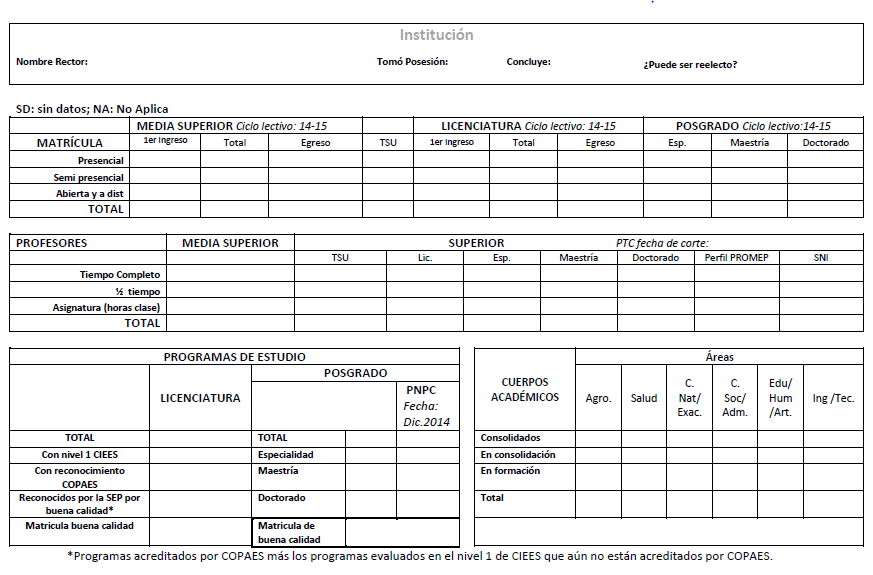 Institución
Nombre Rector: Tomó Posesión: Concluye: ¿Puede ser reelecto?
SD: sin datos; NA: No Aplica
MEDIA SUPERIOR Ciclo lectivo: 14-15 LICENCIATURA Ciclo lectivo: 14-15 POSGRADO Ciclo lectivo:14-15
MATRÍCULA 1er Ingreso Total Egreso TSU 1er Ingreso Total Egreso Esp. Maestría Doctorado
Presencial
Semi presencial
Abierta y a dist
TOTAL
PROFESORES MEDIA SUPERIOR SUPERIOR PTC fecha de corte:
TSU Lic. Esp. Maestría Doctorado Perfil PROMEP SNI
Tiempo Completo
½ tiempo
Asignatura (horas clase)
TOTAL
PROGRAMAS DE ESTUDIO
LICENCIATURA
POSGRADO
PNPC
Fecha:
Dic.2014
TOTAL TOTAL
Con nivel 1 CIEES Especialidad
Con reconocimiento
COPAES
Maestría
Reconocidos por la SEP por
buena calidad*
Doctorado
Matricula buena calidad
Matricula de
buena calidad
CUERPOS
ACADÉMICOS
Áreas
Agro.
Salud
C.
Nat/
Exac.
C.
Soc/
Adm.
Edu/
Hum
/Art.
Ing /Tec.
Consolidados
En consolidación
En formación
Total
*Programas acreditados por COPAES más los programas evaluados en el nivel 1 de CIEES que aún no están acreditados por COPAES.